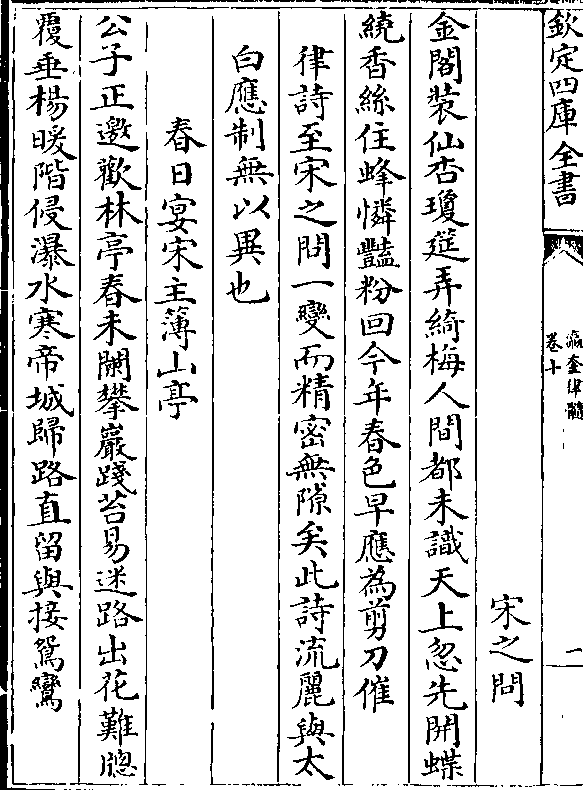 欽定四庫全書
瀛奎律髓
卷十
二
宋之問
金閣裝仙杏瓊筵弄綺梅人間都未識天上忽先開蝶
繞香絲住蜂憐豔粉回今年春色早應為剪刀催
律詩至宋之問一變而精密無隙矣此詩流麗與太
白應制無以異也
春日宴宋主薄山亭
公子正邀歡林亭春未闌攀巖踐苔易迷路出花難牕
覆垂楊暖階侵瀑水寒帝城歸路直留與接鴛鸞